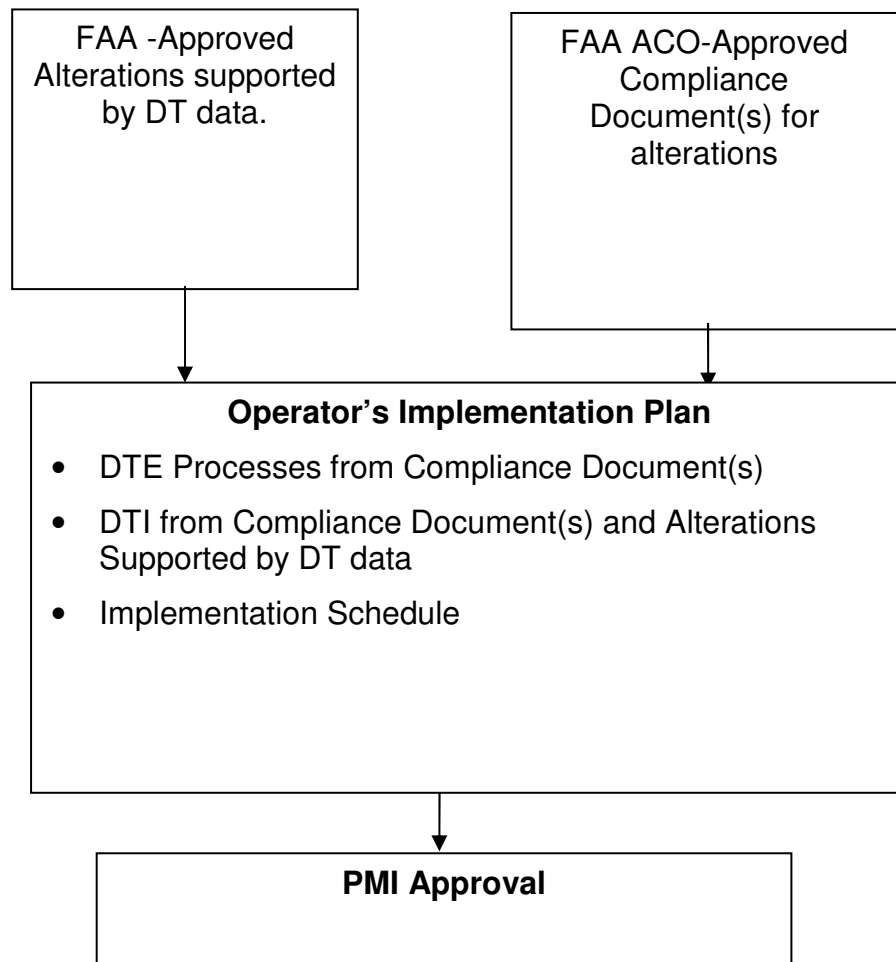 FAA -Approved
Alterations supported
by DT data.
FAA ACO-Approved
Compliance
Document(s) for
alterations
Operator’s Implementation Plan
• DTE Processes from Compliance Document(s)
• DTI from Compliance Document(s) and Alterations
Supported by DT data
• Implementation Schedule
PMI Approval